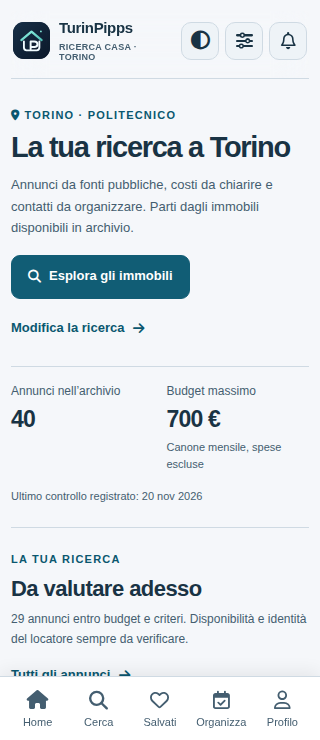 TurinPipps
RICERCA CASA ·
TORINO
TORINO · POLITECNICO
La tua ricerca a Torino
Annunci da fonti pubbliche, costi da chiarire e
contatti da organizzare. Parti dagli immobili
disponibili in archivio.
Esplora gli immobili
Modifica la ricerca
Annunci nell’archivio
40
Budget massimo
700 €
Canone mensile, spese
escluse
Ultimo controllo registrato: 20 nov 2026
LA TUA RICERCA
Da valutare adesso
29 annunci entro budget e criteri. Disponibilità e identità
del locatore sempre da verificare.
Tutti gli annunci
Home
Cerca
Salvati
Organizza
Profilo